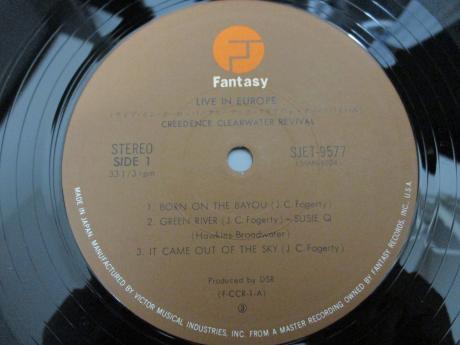 Fantasy
LIVE IN EUROPE
CREEDENCE CLEARWATER REVIVAL
STEREO
SIDE 1
33 1/3 rpm
SJET-9577
1. BORN ON THE BAYOU (J.C. Fogerty)
2. GREEN RIVER (J.C. Fogerty)~SUSIE Q
(Hawkins-Broadwater)
3. IT CAME OUT OF THE SKY (J.C. Fogerty)
Produced by DSR
(F-CCR-1-A)
MADE IN JAPAN. MANUFACTURED BY VICTOR MUSICAL INDUSTRIES, INC. FROM A MASTER RECORDING OWNED BY FANTASY RECORDS, INC. U.S.A.